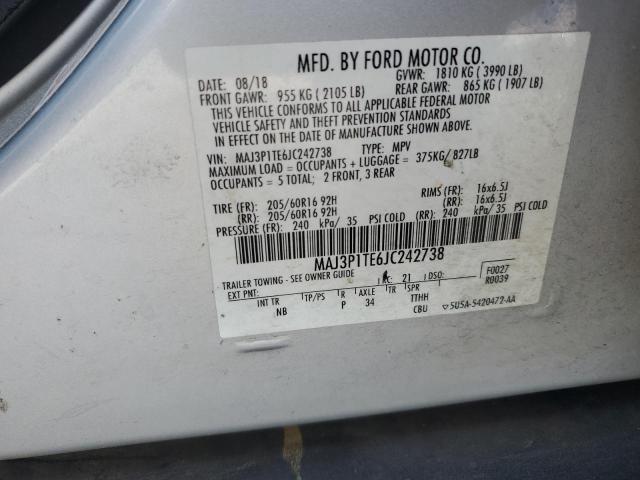 MFD. BY FORD MOTOR CO.
DATE: 08/18 GVWR: 1810 KG ( 3990 LB)
FRONT GAWR: 955 KG ( 2105 LB) REAR GAWR: 865 KG ( 1907 LB)
THIS VEHICLE CONFORMS TO ALL APPLICABLE FEDERAL MOTOR
VEHICLE SAFETY AND THEFT PREVENTION STANDARDS
IN EFFECT ON THE DATE OF MANUFACTURE SHOWN ABOVE.
VIN: MAJ3P1TE6JC242738 TYPE: MPV
MAXIMUM LOAD = OCCUPANTS + LUGGAGE = 375KG/ 827LB
OCCUPANTS = 5 TOTAL; 2 FRONT, 3 REAR
TIRE (FR): 205/60R16 92H RIMS (FR): 16x6.5J
(RR): 205/60R16 92H (RR): 16x6.5J
PRESSURE (FR): 240 kPa/ 35 PSI COLD (RR): 240 kPa/ 35 PSI COLD
MAJ3P1TE6JC242738
TRAILER TOWING - SEE OWNER GUIDE RC: 21 DSO: F0027
EXT PNT: R0039
INT TR TP/PS R AXLE TR SPR
NB P 34 TTHH
CBU 5U5A-5420472-AA